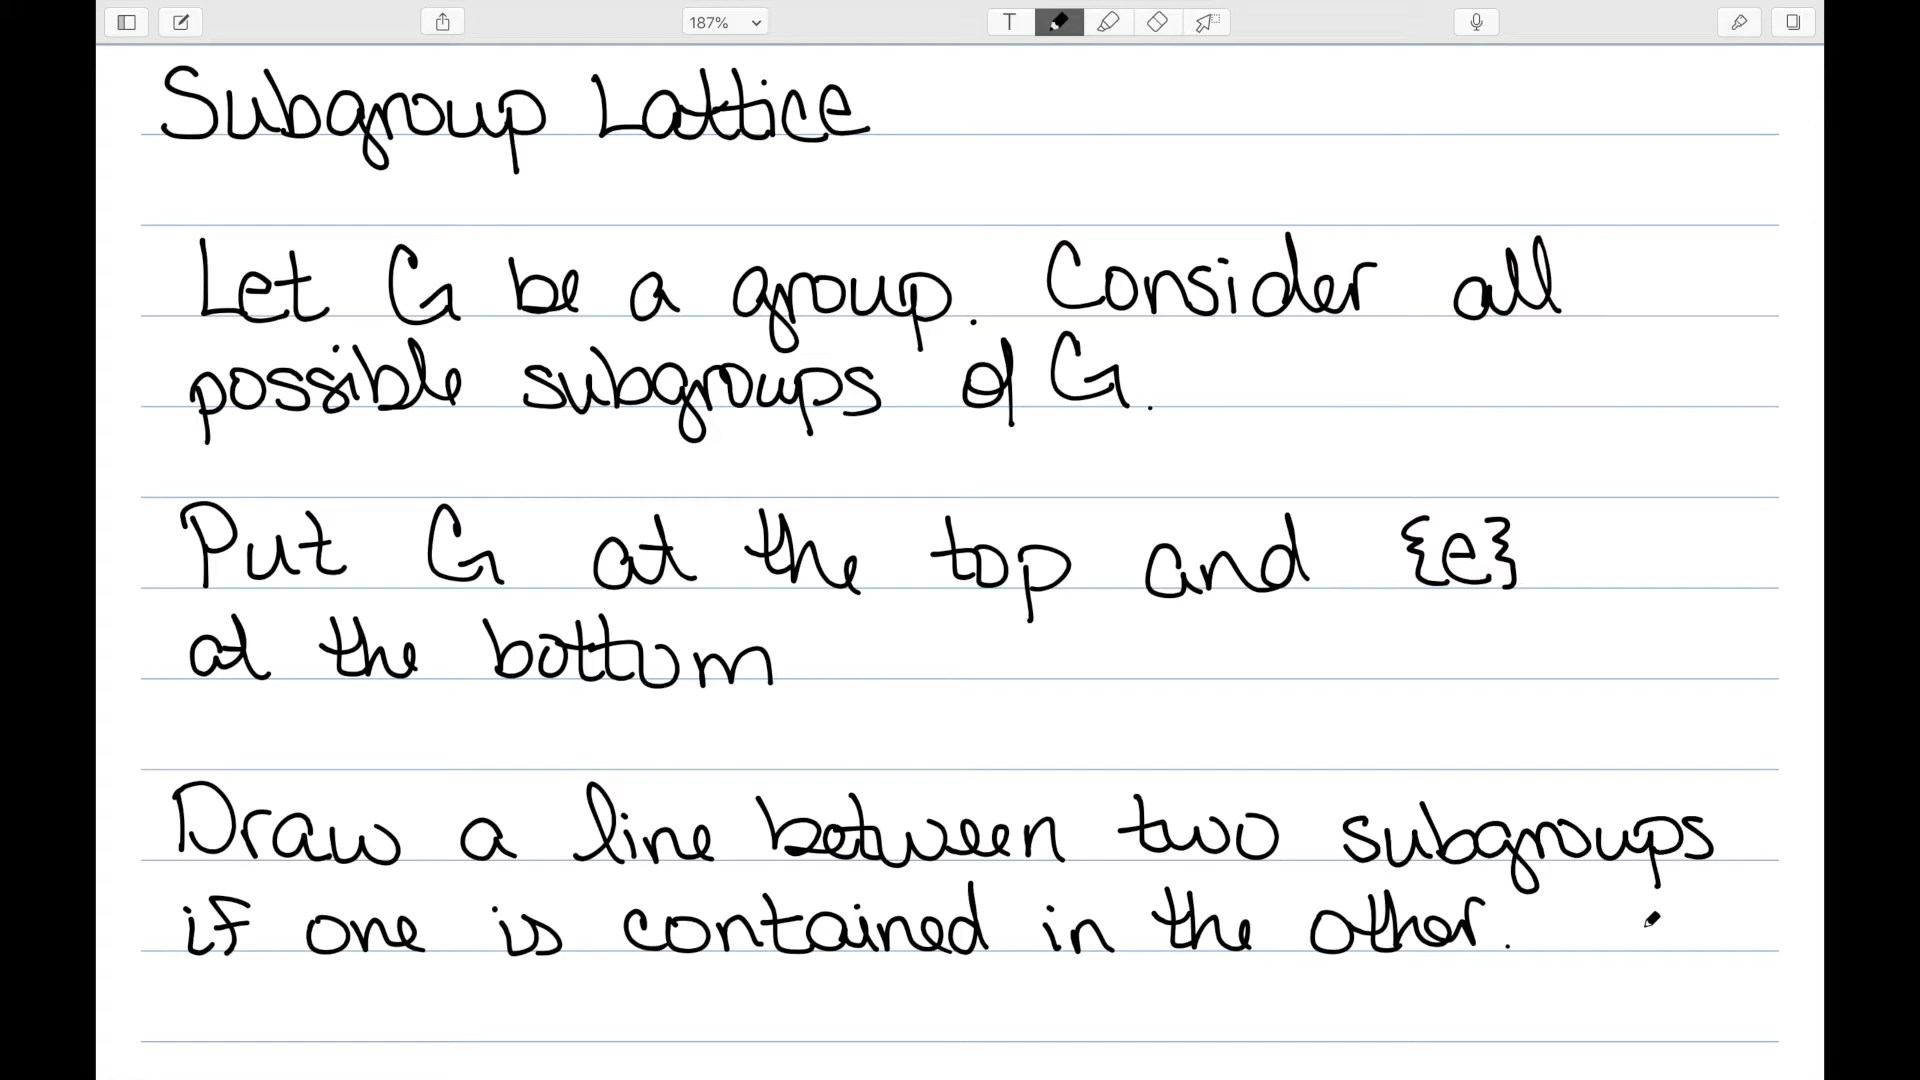 187%
T
Subgroup Lattice
Let G be a group. Consider all
possible subgroups of G.
Put G at the top and {e}
at the bottom
Draw a line between two subgroups
if one is contained in the other.